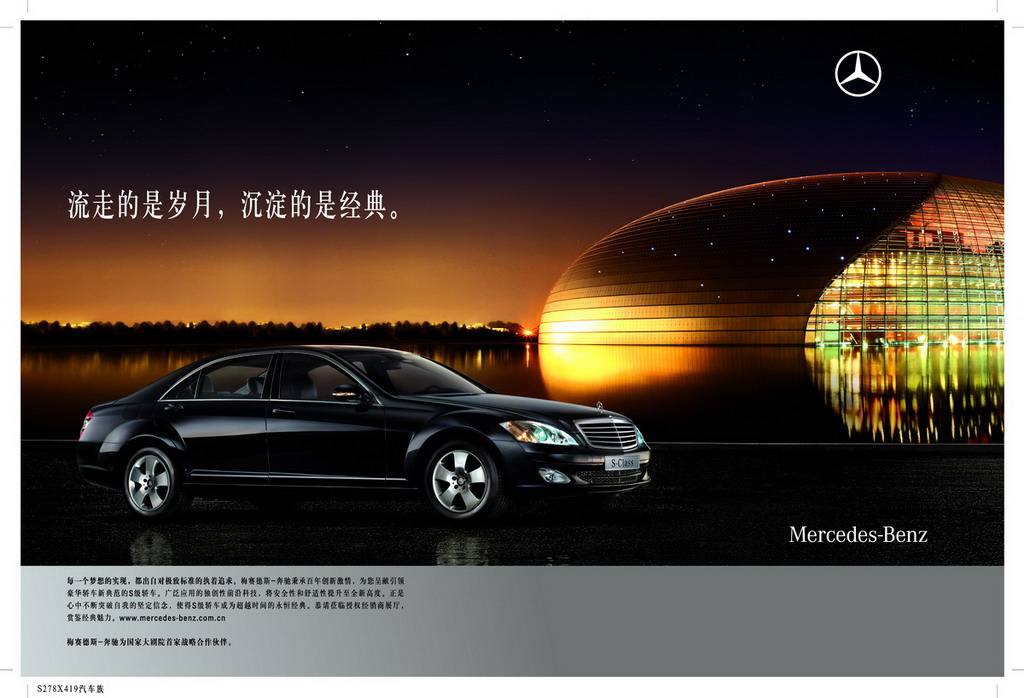 流走的是岁月，沉淀的是经典。
S-Class
Mercedes-Benz
每一个梦想的实现，都出自对极致标准的执着追求。梅赛德斯-奔驰秉承百年创新激情，为您呈献引领
豪华轿车新典范的S级轿车。广泛应用的独创性前沿科技，将安全性和舒适性提升至全新高度。正是
心中不断突破自我的坚定信念，使得S级轿车成为超越时间的永恒经典。恭请莅临授权经销商展厅，
赏鉴经典魅力。www.mercedes-benz.com.cn
梅赛德斯-奔驰为国家大剧院首家战略合作伙伴。
S278X419汽车族